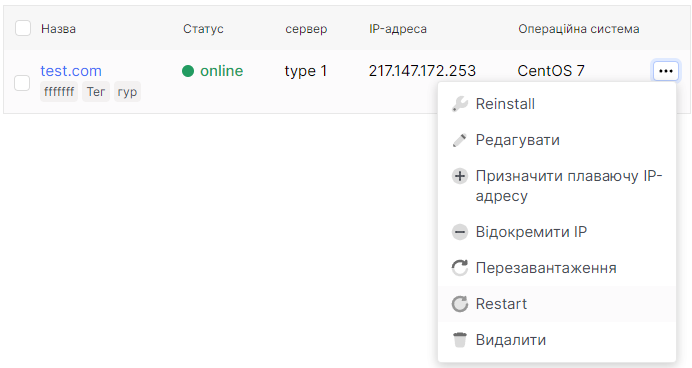 Назва Статус сервер IP-адреса Операційна система
test.com online type 1 217.147.172.253 CentOS 7
fffffff Тег гур
Reinstall
Редагувати
Призначити плаваючу IP-
адресу
Відокремити IP
Перезавантаження
Restart
Видалити